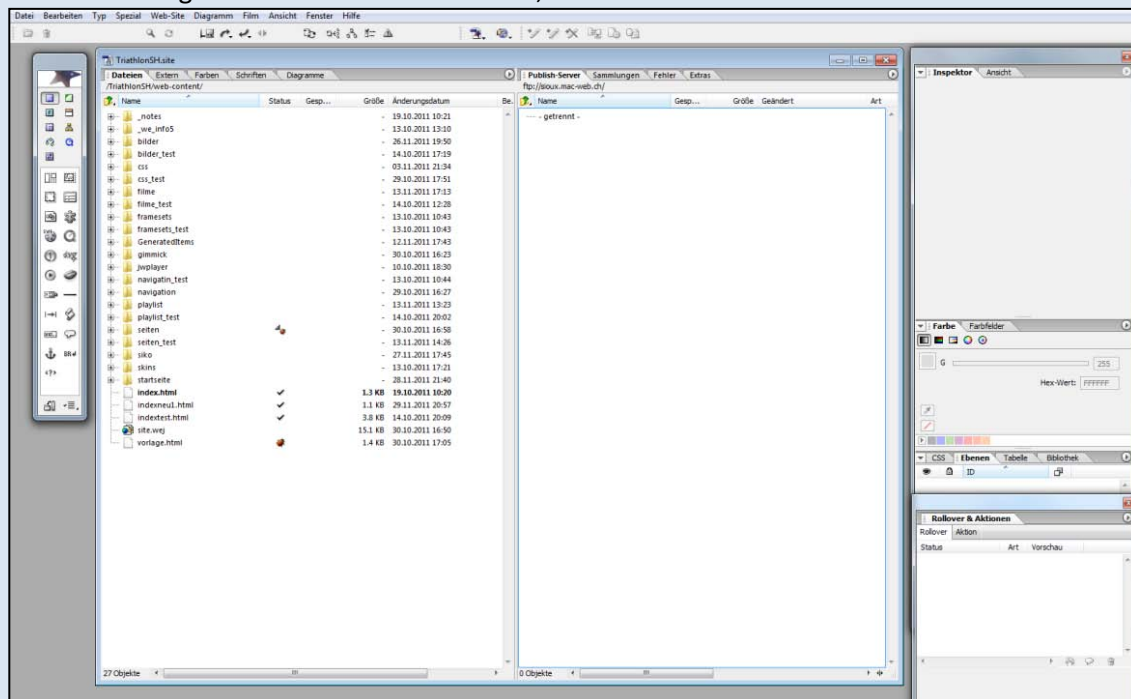 Datei Bearbeiten Typ Spezial Web-Site Diagramm Film Ansicht Fenster Hilfe
TriathlonSH.site
Dateien Extern Farben Schriften Diagramme
/TriathlonSH/web-content/
Name Status Gesp... Größe Änderungsdatum Be.
_notes - 19.10.2011 10:21
_we_info5 - 13.10.2011 13:10
bilder - 26.11.2011 19:50
bilder_test - 14.10.2011 17:19
css - 03.11.2011 21:34
css_test - 29.10.2011 17:51
filme - 13.11.2011 17:13
filme_test - 14.10.2011 12:28
framesets - 13.10.2011 10:43
framesets_test - 13.10.2011 10:43
GeneratedItems - 12.11.2011 17:43
gimmick - 30.10.2011 16:23
jwplayer - 10.10.2011 18:30
navigatin_test - 13.10.2011 10:44
navigation - 29.10.2011 16:27
playlist - 13.11.2011 13:23
playlist_test - 14.10.2011 20:02
seiten - 30.10.2011 16:58
seiten_test - 13.11.2011 14:26
siko - 27.11.2011 17:45
skins - 13.10.2011 17:21
startseite - 28.11.2011 21:40
index.html 1.3 KB 19.10.2011 10:20
indexneu1.html 1.1 KB 29.11.2011 20:57
indextest.html 3.8 KB 14.10.2011 20:09
site.wej 15.1 KB 30.10.2011 16:50
vorlage.html 1.4 KB 30.10.2011 17:05
27 Objekte
Publish-Server Sammlungen Fehler Extras
ftp://sioux.mac-web.ch/
Name Gesp... Größe Geändert Art
- getrennt -
0 Objekte
Inspektor Ansicht
Farbe Farbfelder
G 255
Hex-Wert: FFFFFF
CSS Ebenen Tabelle Bibliothek
ID
Rollover & Aktionen
Rollover Aktion
Status Art Vorschau